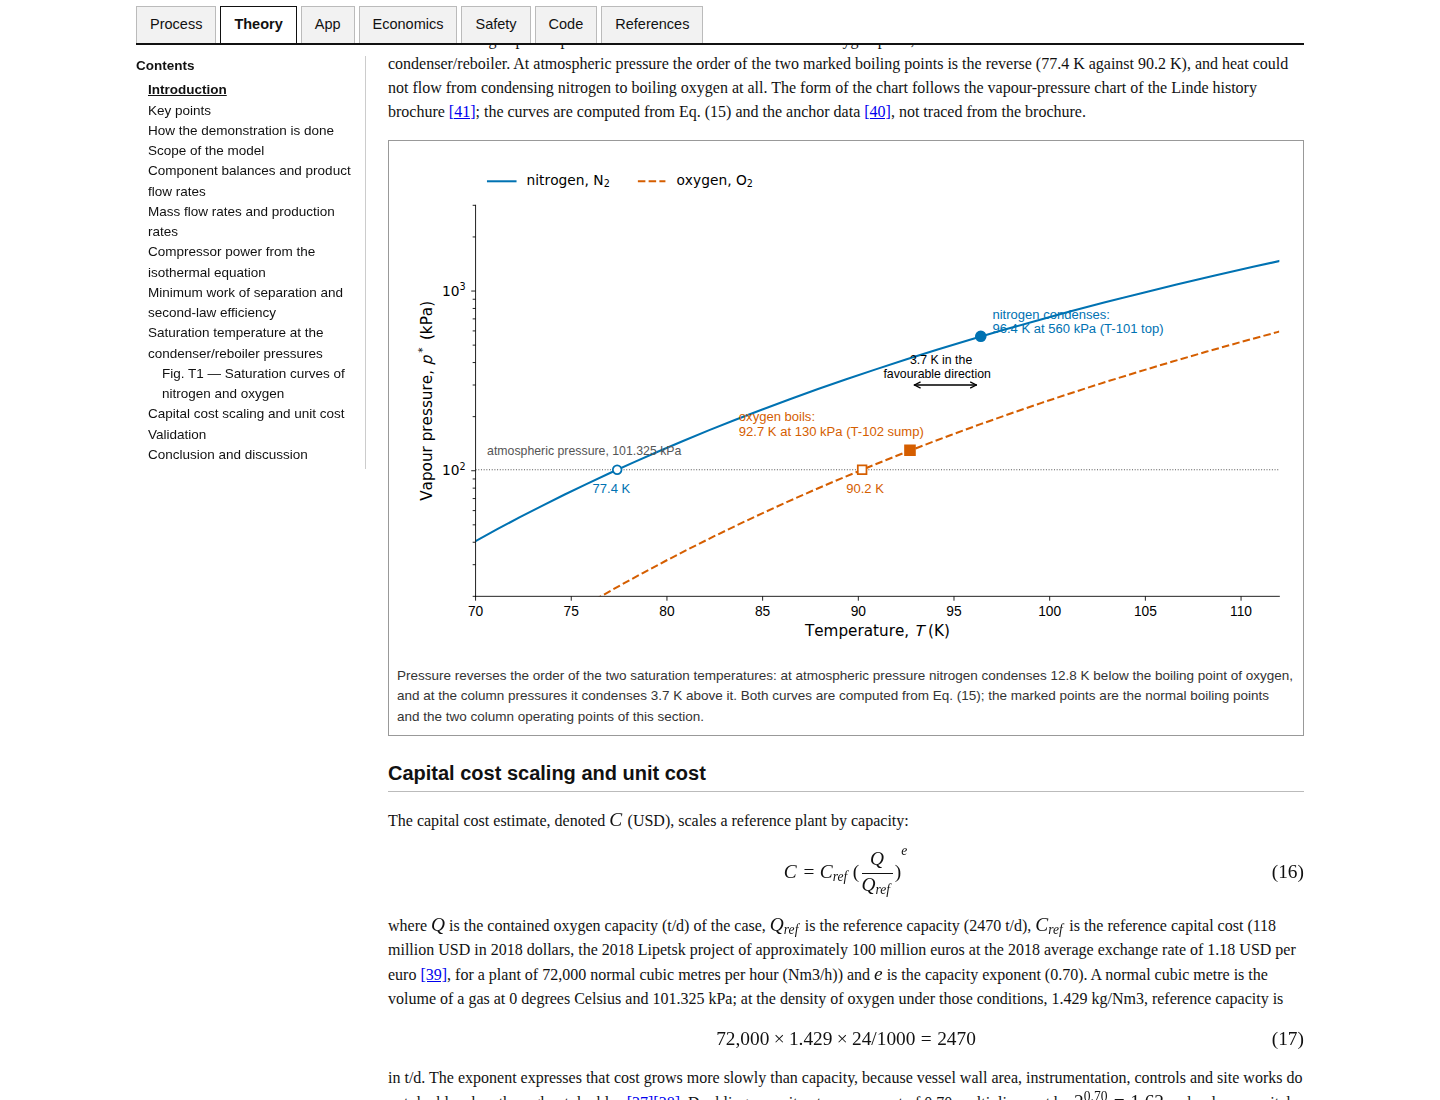 Process Theory App Economics Safety Code References
Contents
Introduction
Key points
How the demonstration is done
Scope of the model
Component balances and product
flow rates
Mass flow rates and production
rates
Compressor power from the
isothermal equation
Minimum work of separation and
second-law efficiency
Saturation temperature at the
condenser/reboiler pressures
Fig. T1 — Saturation curves of
nitrogen and oxygen
Capital cost scaling and unit cost
Validation
Conclusion and discussion
condenser/reboiler. At atmospheric pressure the order of the two marked boiling points is the reverse (77.4 K against 90.2 K), and heat could
not flow from condensing nitrogen to boiling oxygen at all. The form of the chart follows the vapour-pressure chart of the Linde history
brochure [41]; the curves are computed from Eq. (15) and the anchor data [40], not traced from the brochure.
nitrogen, N₂ oxygen, O₂
10³
10²
Vapour pressure, p* (kPa)
nitrogen condenses:
96.4 K at 560 kPa (T-101 top)
3.7 K in the
favourable direction
oxygen boils:
92.7 K at 130 kPa (T-102 sump)
atmospheric pressure, 101.325 kPa
77.4 K
90.2 K
70 75 80 85 90 95 100 105 110
Temperature, T (K)
Pressure reverses the order of the two saturation temperatures: at atmospheric pressure nitrogen condenses 12.8 K below the boiling point of oxygen,
and at the column pressures it condenses 3.7 K above it. Both curves are computed from Eq. (15); the marked points are the normal boiling points
and the two column operating points of this section.
Capital cost scaling and unit cost
The capital cost estimate, denoted C (USD), scales a reference plant by capacity:
C = C_ref (Q/Q_ref)^e (16)
where Q is the contained oxygen capacity (t/d) of the case, Q_ref is the reference capacity (2470 t/d), C_ref is the reference capital cost (118
million USD in 2018 dollars, the 2018 Lipetsk project of approximately 100 million euros at the 2018 average exchange rate of 1.18 USD per
euro [39], for a plant of 72,000 normal cubic metres per hour (Nm3/h)) and e is the capacity exponent (0.70). A normal cubic metre is the
volume of a gas at 0 degrees Celsius and 101.325 kPa; at the density of oxygen under those conditions, 1.429 kg/Nm3, reference capacity is
72,000 × 1.429 × 24/1000 = 2470 (17)
in t/d. The exponent expresses that cost grows more slowly than capacity, because vessel wall area, instrumentation, controls and site works do